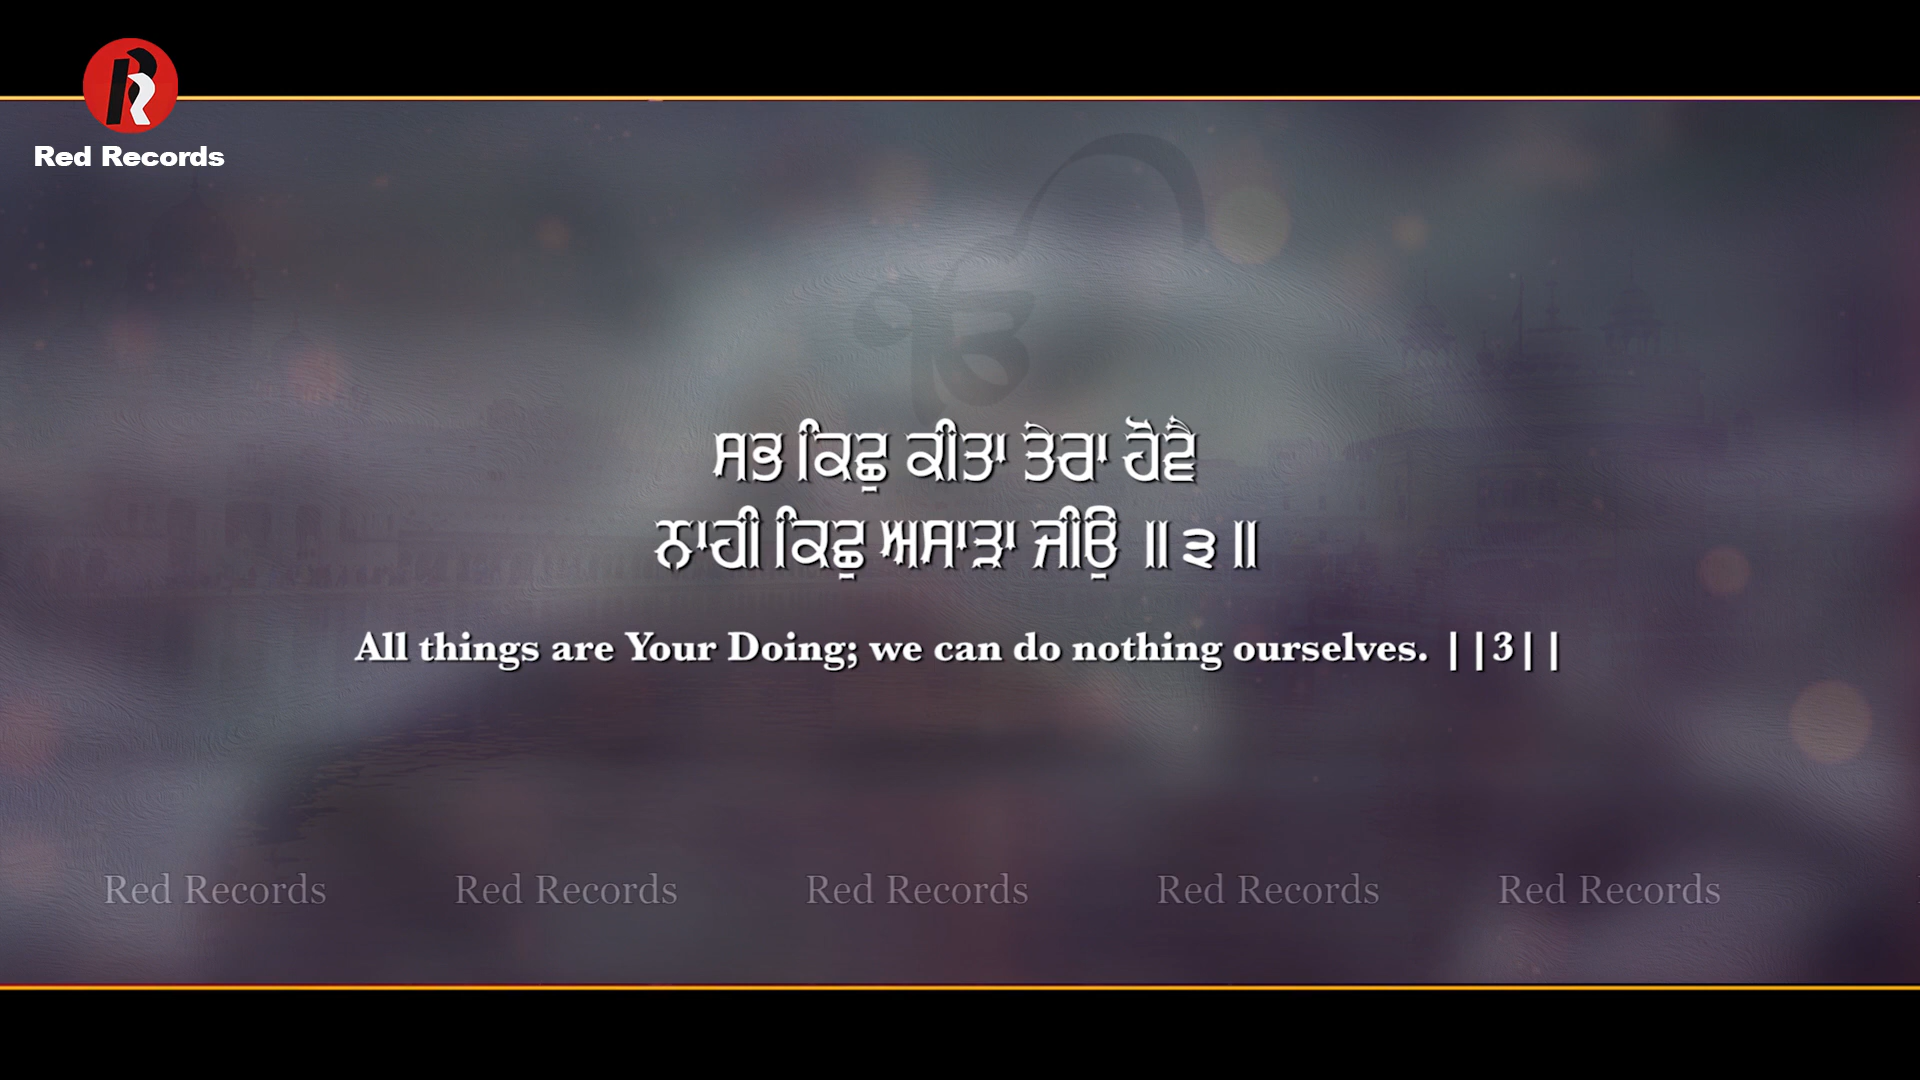 Red Records
ੴ
ਸਭ ਕਿਛੁ ਕੀਤਾ ਤੇਰਾ ਹੋਵੈ
ਨਾਹੀ ਕਿਛੁ ਅਸਾੜਾ ਜੀਉ ॥੩॥
All things are Your Doing; we can do nothing ourselves. ||3||
Red Records Red Records Red Records Red Records Red Records